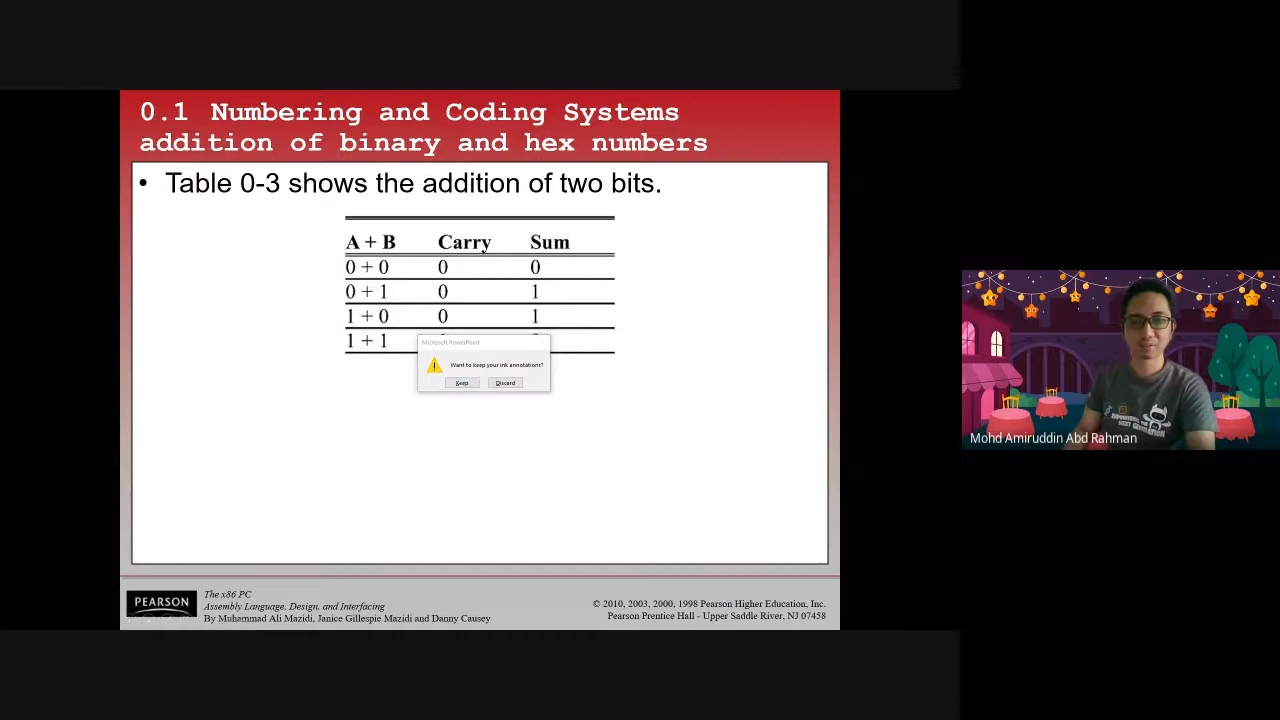 0.1 Numbering and Coding Systems
addition of binary and hex numbers
• Table 0-3 shows the addition of two bits.
A + B Carry Sum
0 + 0 0 0
0 + 1 0 1
1 + 0 0 1
1 + 1
Microsoft PowerPoint
Want to keep your ink annotations?
Keep Discard
Mohd Amiruddin Abd Rahman
EMPOWERING THE
NEXT GENERATION
PEARSON
The x86 PC
Assembly Language, Design, and Interfacing
By Muhammad Ali Mazidi, Janice Gillespie Mazidi and Danny Causey
© 2010, 2003, 2000, 1998 Pearson Higher Education, Inc.
Pearson Prentice Hall - Upper Saddle River, NJ 07458